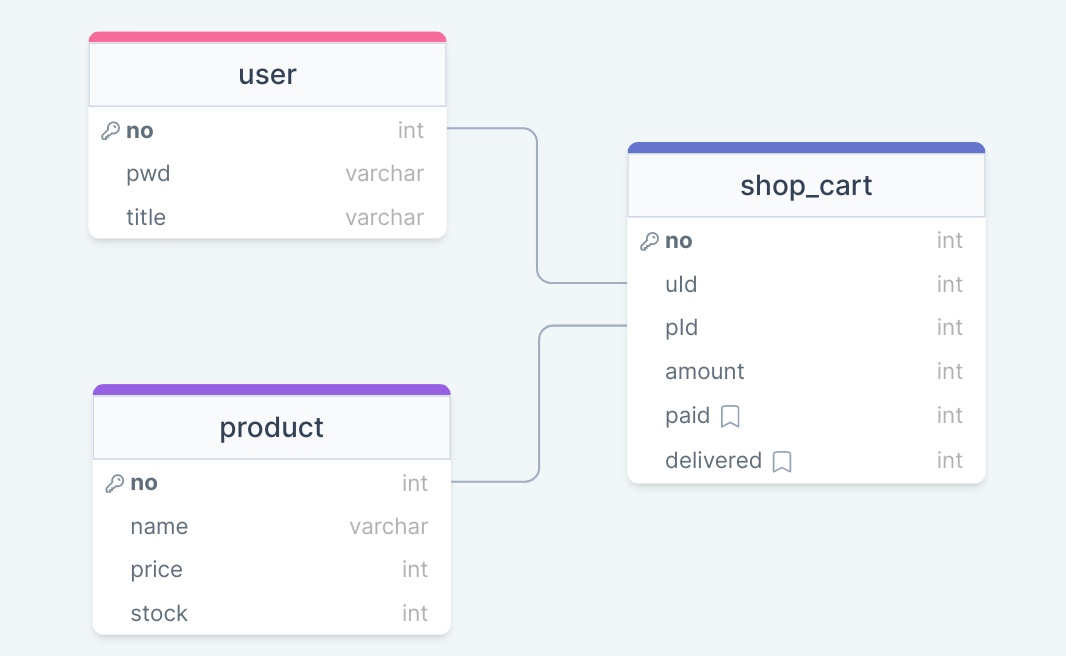 user
no int
pwd varchar
title varchar
shop_cart
no int
uId int
pId int
amount int
paid int
delivered int
product
no int
name varchar
price int
stock int